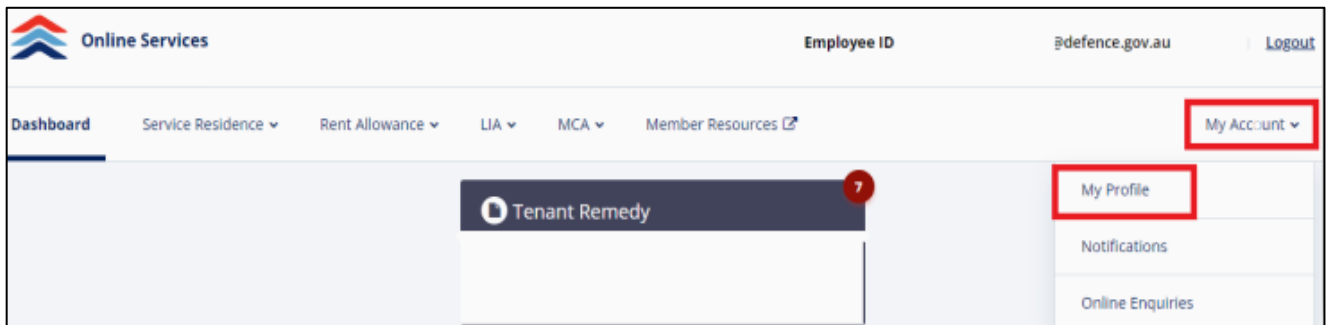 Online Services
Employee ID
@defence.gov.au
Logout
Dashboard
Service Residence
Rent Allowance
LIA
MCA
Member Resources
My Account
7
Tenant Remedy
My Profile
Notifications
Online Enquiries